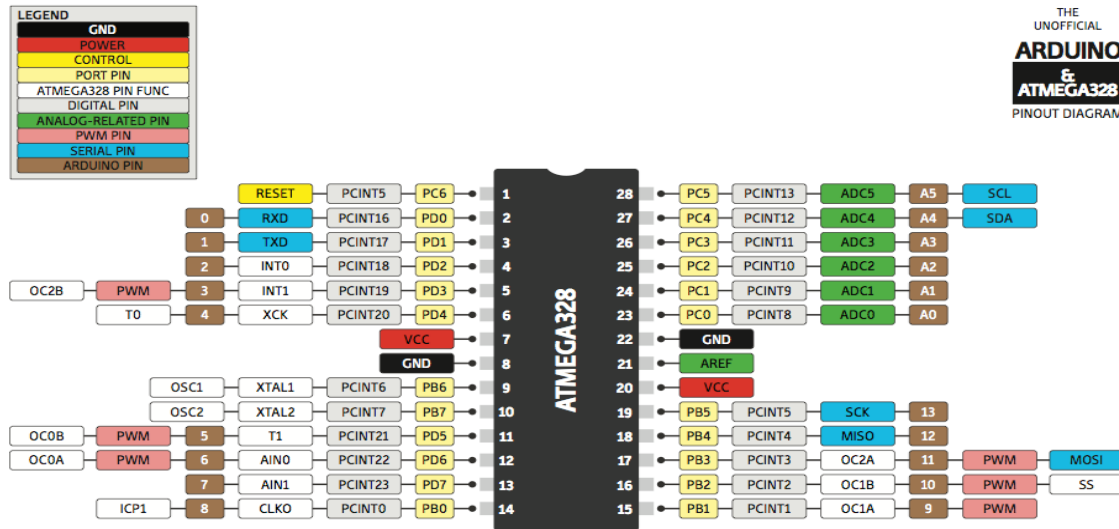 LEGEND
GND
POWER
CONTROL
PORT PIN
ATMEGA328 PIN FUNC
DIGITAL PIN
ANALOG-RELATED PIN
PWM PIN
SERIAL PIN
ARDUINO PIN
THE
UNOFFICIAL
ARDUINO
&
ATMEGA328
PINOUT DIAGRAM
ATMEGA328
RESET PCINT5 PC6 1
0 RXD PCINT16 PD0 2
1 TXD PCINT17 PD1 3
2 INT0 PCINT18 PD2 4
OC2B PWM 3 INT1 PCINT19 PD3 5
T0 4 XCK PCINT20 PD4 6
VCC 7
GND 8
OSC1 XTAL1 PCINT6 PB6 9
OSC2 XTAL2 PCINT7 PB7 10
OC0B PWM 5 T1 PCINT21 PD5 11
OC0A PWM 6 AIN0 PCINT22 PD6 12
7 AIN1 PCINT23 PD7 13
ICP1 8 CLKO PCINT0 PB0 14
28 PC5 PCINT13 ADC5 A5 SCL
27 PC4 PCINT12 ADC4 A4 SDA
26 PC3 PCINT11 ADC3 A3
25 PC2 PCINT10 ADC2 A2
24 PC1 PCINT9 ADC1 A1
23 PC0 PCINT8 ADC0 A0
22 GND
21 AREF
20 VCC
19 PB5 PCINT5 SCK 13
18 PB4 PCINT4 MISO 12
17 PB3 PCINT3 OC2A 11 PWM MOSI
16 PB2 PCINT2 OC1B 10 PWM SS
15 PB1 PCINT1 OC1A 9 PWM